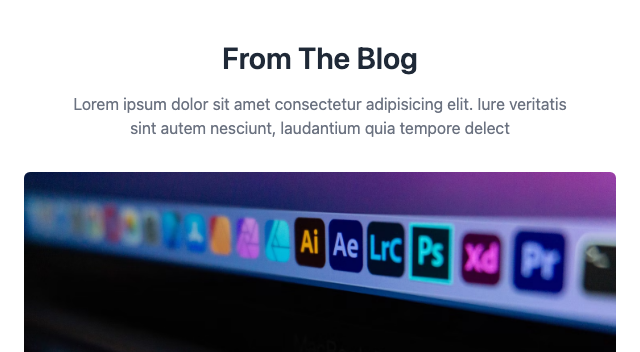 From The Blog
Lorem ipsum dolor sit amet consectetur adipisicing elit. Iure veritatis
sint autem nesciunt, laudantium quia tempore delect
Ai Ae LrC Ps Xd Pr